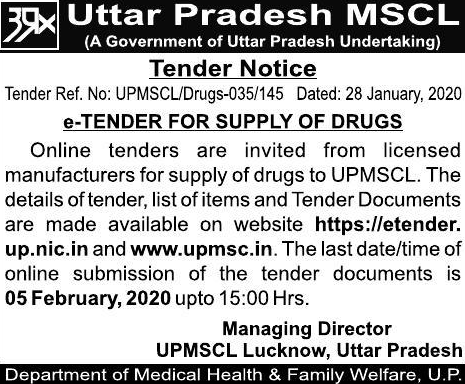 Uttar Pradesh MSCL
(A Government of Uttar Pradesh Undertaking)
Tender Notice
Tender Ref. No: UPMSCL/Drugs-035/145 Dated: 28 January, 2020
e-TENDER FOR SUPPLY OF DRUGS
Online tenders are invited from licensed
manufacturers for supply of drugs to UPMSCL. The
details of tender, list of items and Tender Documents
are made available on website https://etender.
up.nic.in and www.upmsc.in. The last date/time of
online submission of the tender documents is
05 February, 2020 upto 15:00 Hrs.
Managing Director
UPMSCL Lucknow, Uttar Pradesh
Department of Medical Health & Family Welfare, U.P.